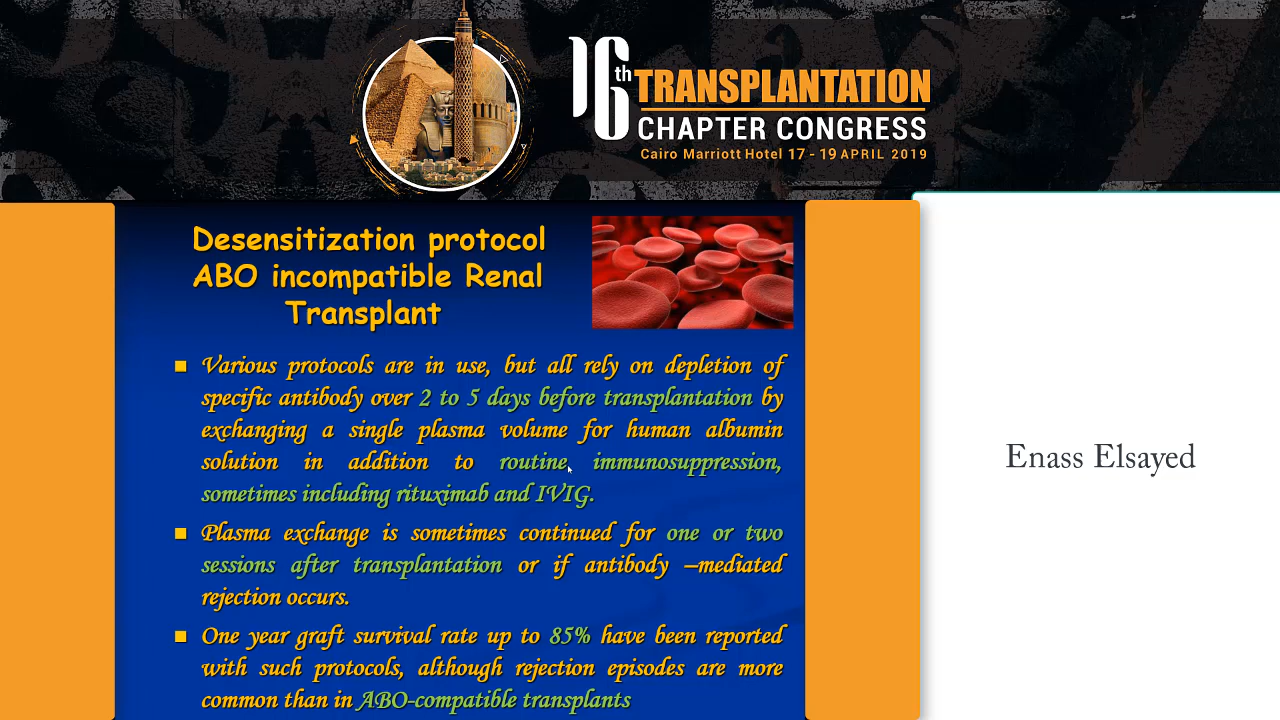 16th TRANSPLANTATION
CHAPTER CONGRESS
Cairo Marriott Hotel 17 - 19 APRIL 2019
Desensitization protocol
ABO incompatible Renal
Transplant
Various protocols are in use, but all rely on depletion of
specific antibody over 2 to 5 days before transplantation by
exchanging a single plasma volume for human albumin
solution in addition to routine immunosuppression,
sometimes including rituximab and IVIG.
Plasma exchange is sometimes continued for one or two
sessions after transplantation or if antibody –mediated
rejection occurs.
One year graft survival rate up to 85% have been reported
with such protocols, although rejection episodes are more
common than in ABO-compatible transplants
Enass Elsayed